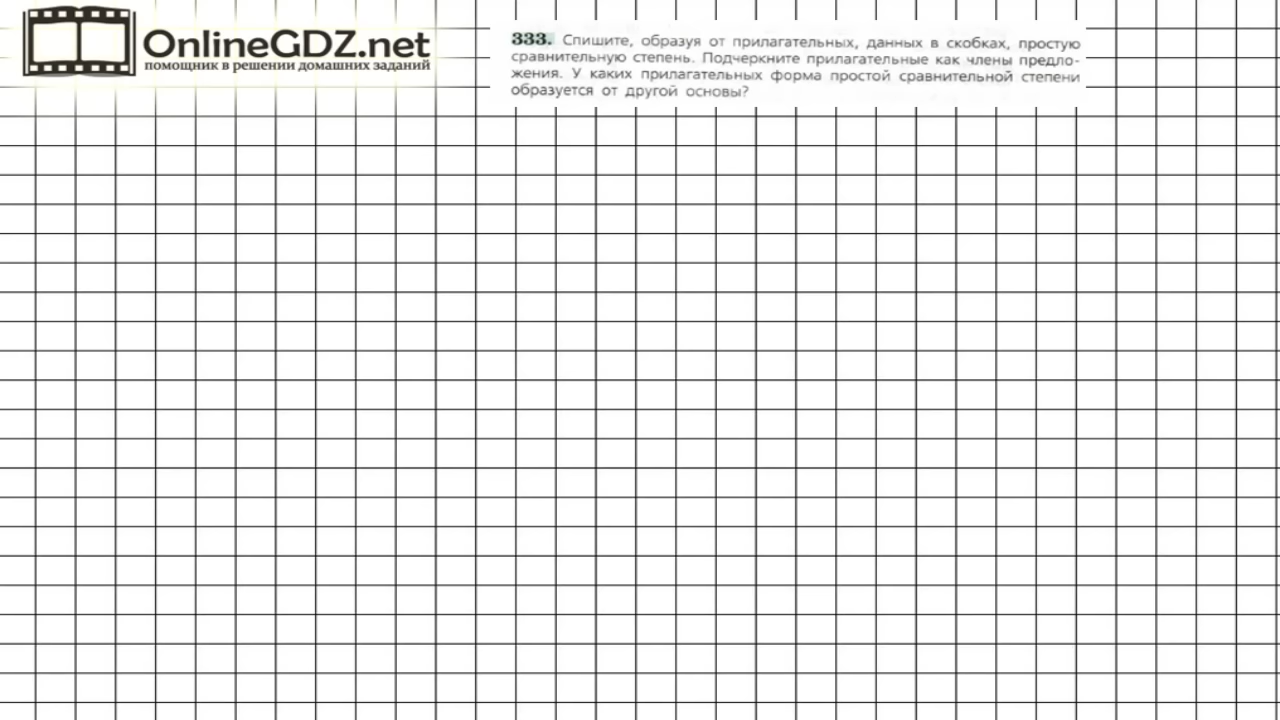 OnlineGDZ.net
помощник в решении домашних заданий
333. Спишите, образуя от прилагательных, данных в скобках, простую
сравнительную степень. Подчеркните прилагательные как члены предло-
жения. У каких прилагательных форма простой сравнительной степени
образуется от другой основы?